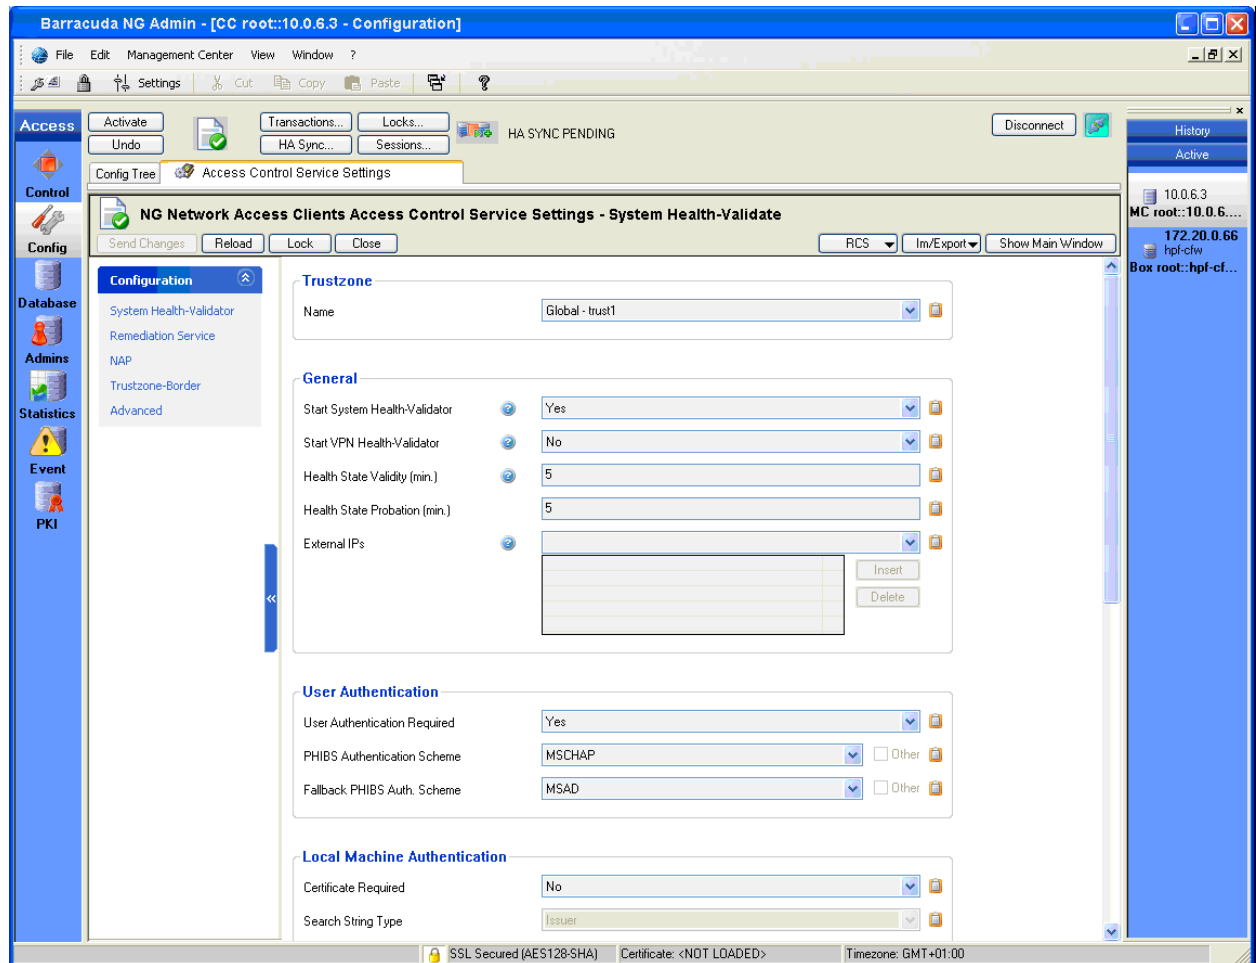 Barracuda NG Admin - [CC root::10.0.6.3 - Configuration]
File Edit Management Center View Window ?
Settings Cut Copy Paste
Access
Activate
Transactions...
Locks...
Undo
HA Sync...
Sessions...
HA SYNC PENDING
Disconnect
Config Tree
Access Control Service Settings
Control
Config
Database
Admins
Statistics
Event
PKI
NG Network Access Clients Access Control Service Settings - System Health-Validate
Send Changes
Reload
Lock
Close
RCS
Im/Export
Show Main Window
Configuration
System Health-Validator
Remediation Service
NAP
Trustzone-Border
Advanced
Trustzone
Name Global - trust1
General
Start System Health-Validator Yes
Start VPN Health-Validator No
Health State Validity (min.) 5
Health State Probation (min.) 5
External IPs
Insert
Delete
User Authentication
User Authentication Required Yes
PHIBS Authentication Scheme MSCHAP Other
Fallback PHIBS Auth. Scheme MSAD Other
Local Machine Authentication
Certificate Required No
Search String Type Issuer
History
Active
10.0.6.3
MC root::10.0.6....
172.20.0.66
hpf-cfw
Box root::hpf-cf...
SSL Secured (AES128-SHA) Certificate: <NOT LOADED> Timezone: GMT+01:00